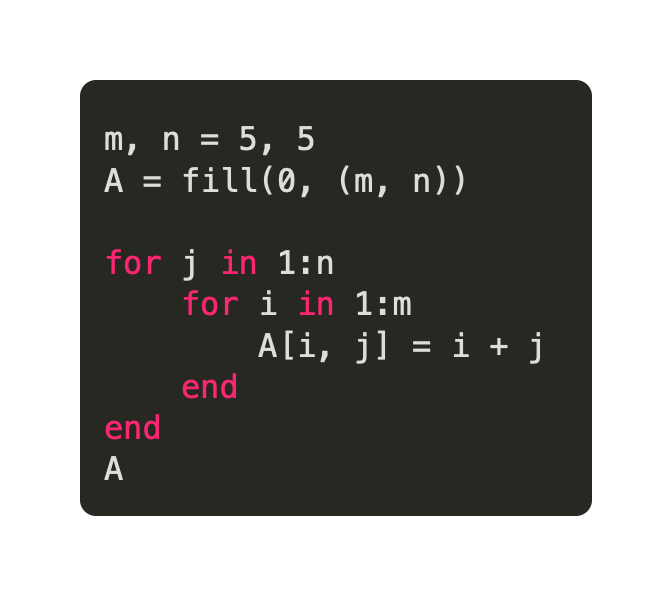 m, n = 5, 5
A = fill(0, (m, n))

for j in 1:n
    for i in 1:m
        A[i, j] = i + j
    end
end
A